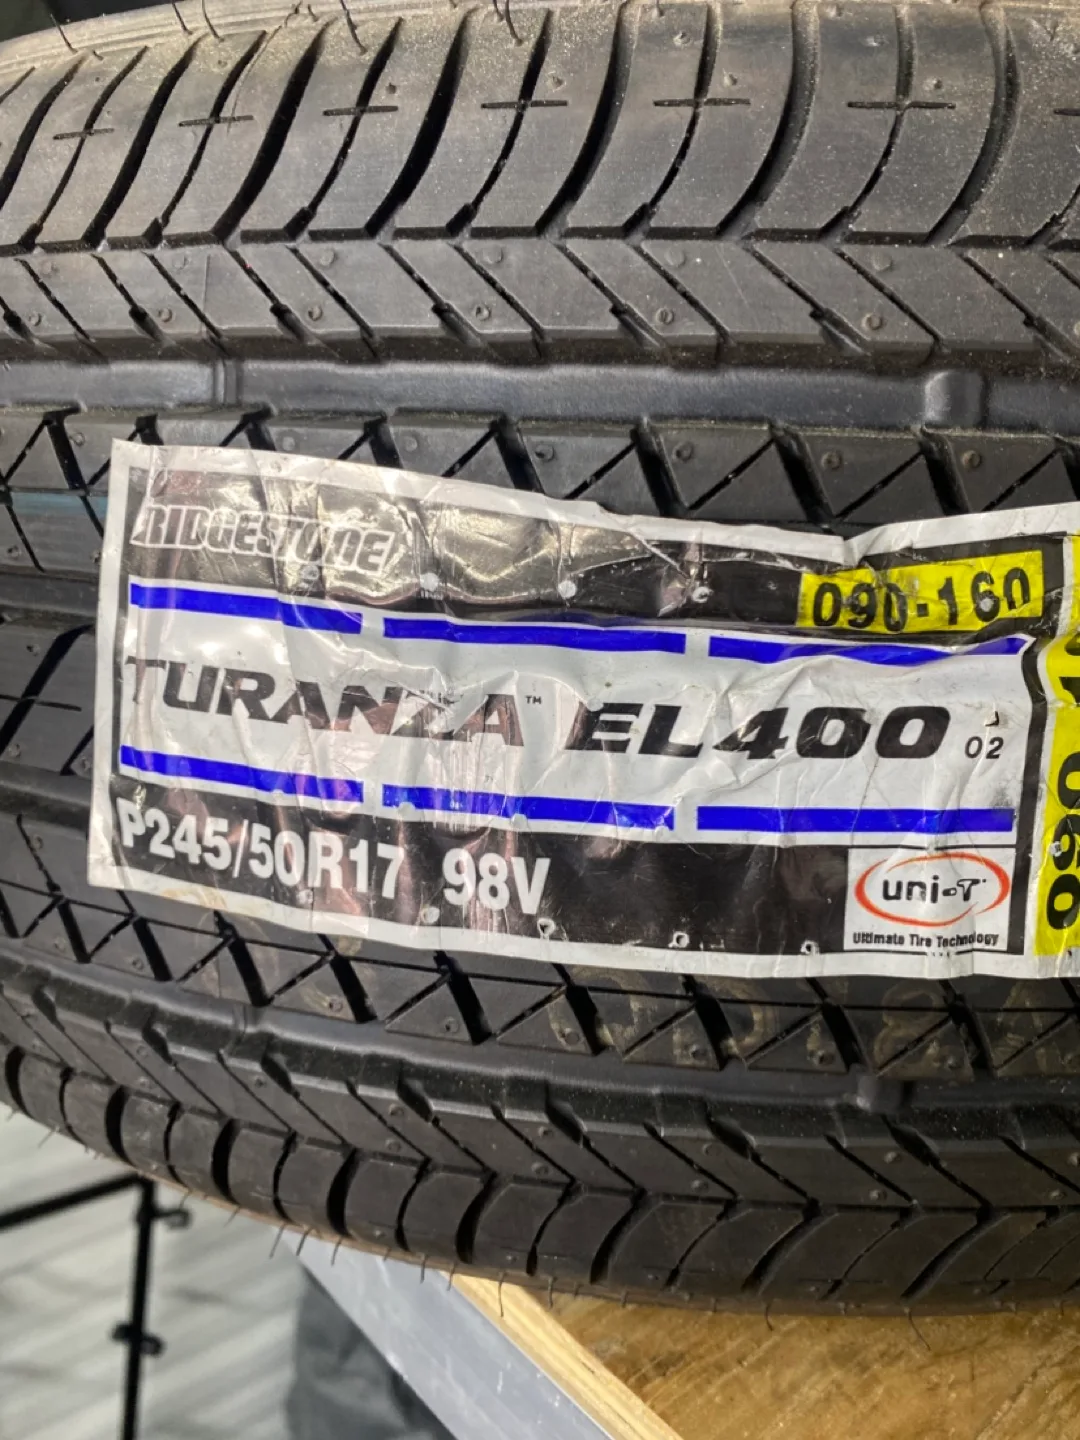 BRIDGESTONE
090-160
TURANZA™ EL400 02
P245/50R17 98V
uni-T
Ultimate Tire Technology